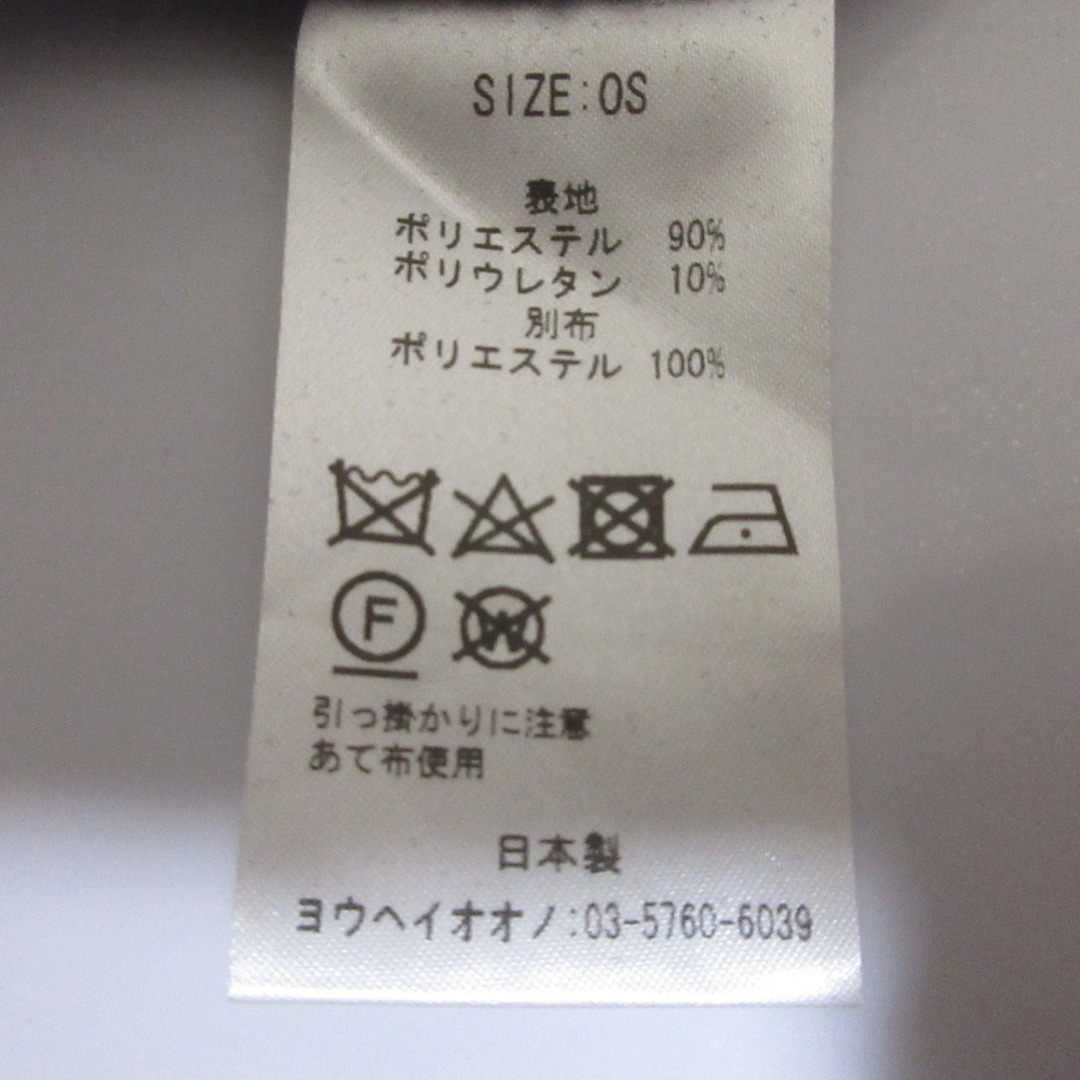 SIZE:OS
表地
ポリエステル 90%
ポリウレタン 10%
別布
ポリエステル 100%
F W
引っ掛かりに注意
あて布使用
日本製
ヨウヘイオオノ:03-5760-6039